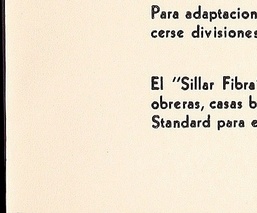 Para adaptacion
cerse divisiones
El "Sillar Fibra"
obreras, casas b
Standard para e